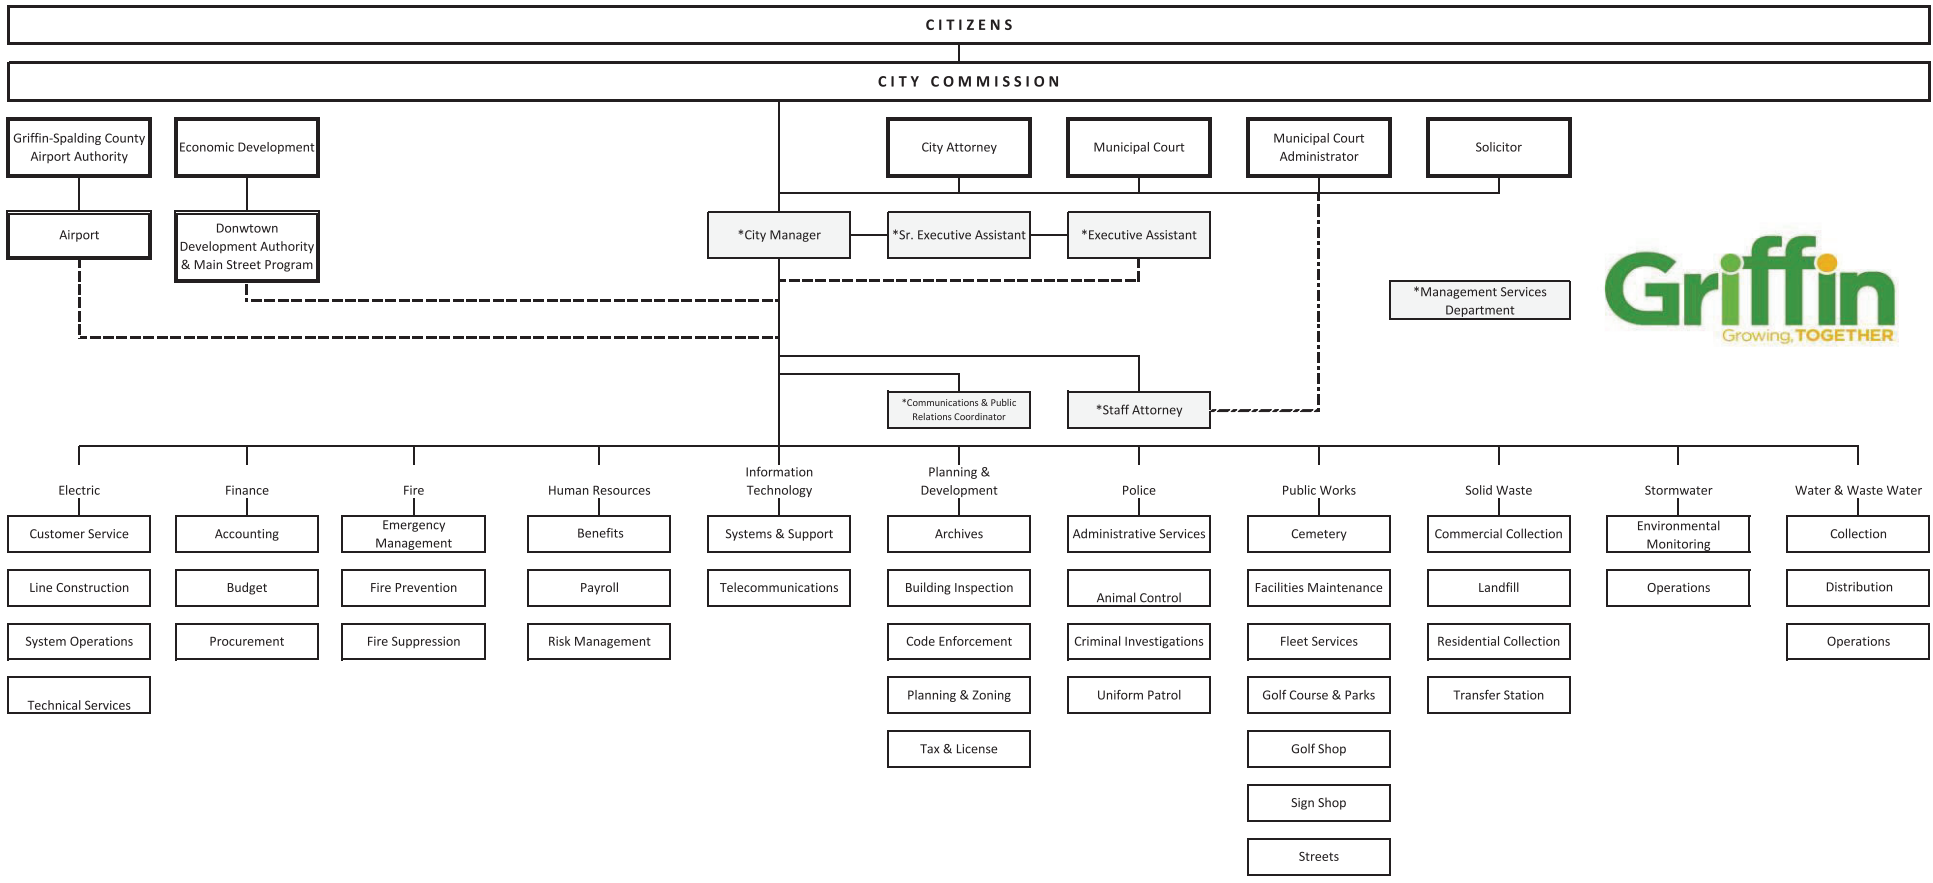 CITIZENS
CITY COMMISSION
Griffin-Spalding County
Airport Authority
Economic Development
City Attorney
Municipal Court
Municipal Court
Administrator
Solicitor
Airport
Donwtown
Development Authority
& Main Street Program
*City Manager
*Sr. Executive Assistant
*Executive Assistant
*Management Services
Department
Griffin
Growing, TOGETHER
*Communications & Public
Relations Coordinator
*Staff Attorney
Electric
Finance
Fire
Human Resources
Information
Technology
Planning &
Development
Police
Public Works
Solid Waste
Stormwater
Water & Waste Water
Customer Service
Accounting
Emergency
Management
Benefits
Systems & Support
Archives
Administrative Services
Cemetery
Commercial Collection
Environmental
Monitoring
Collection
Line Construction
Budget
Fire Prevention
Payroll
Telecommunications
Building Inspection
Animal Control
Facilities Maintenance
Landfill
Operations
Distribution
System Operations
Procurement
Fire Suppression
Risk Management
Code Enforcement
Criminal Investigations
Fleet Services
Residential Collection
Operations
Technical Services
Planning & Zoning
Uniform Patrol
Golf Course & Parks
Transfer Station
Tax & License
Golf Shop
Sign Shop
Streets